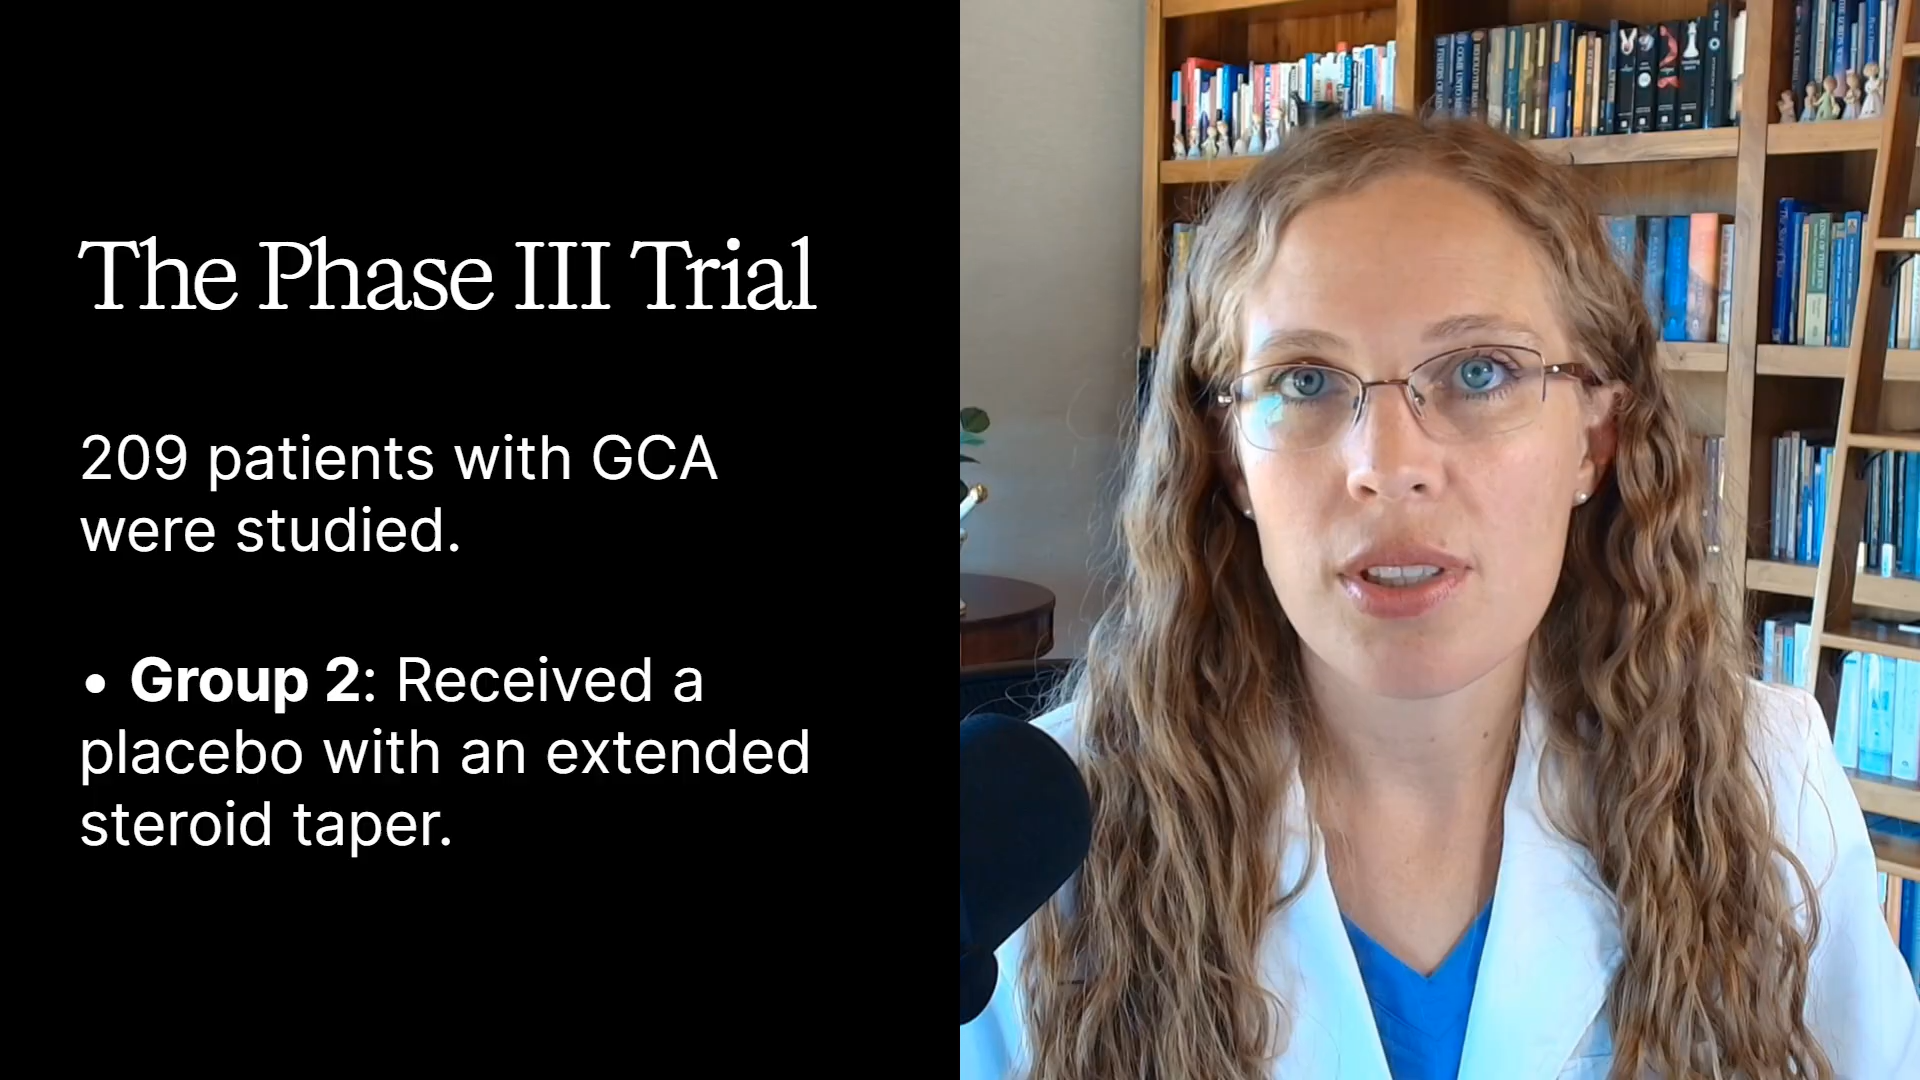 The Phase III Trial
209 patients with GCA
were studied.
• Group 2: Received a
placebo with an extended
steroid taper.